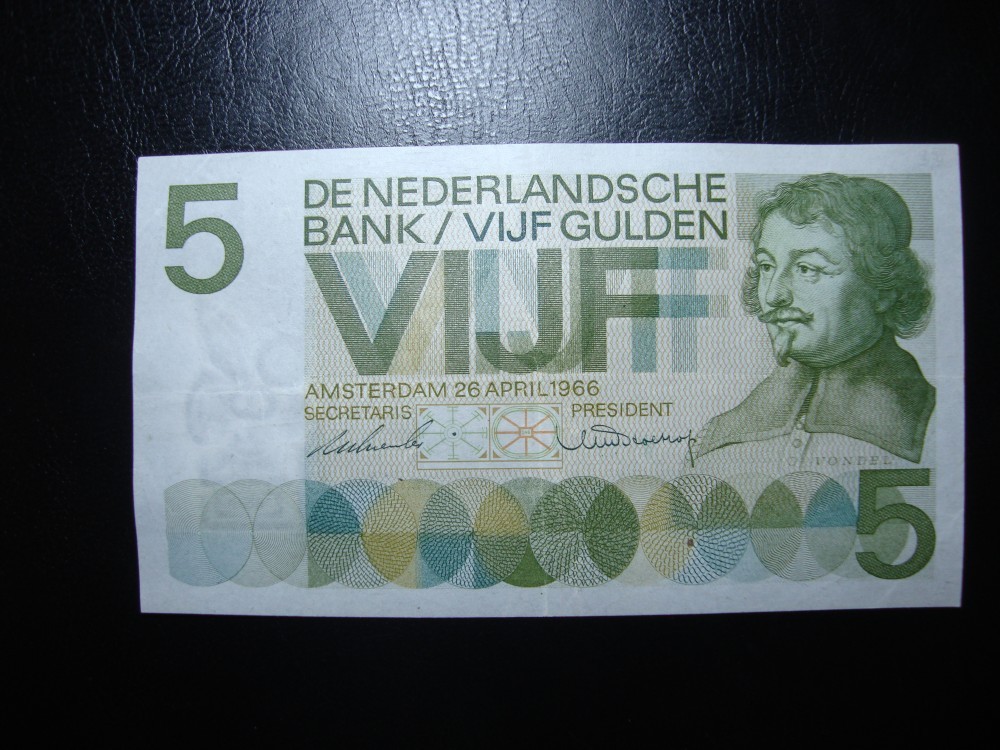 5
DE NEDERLANDSCHE
BANK / VIJF GULDEN
VIJF
AMSTERDAM 26 APRIL 1966
SECRETARIS PRESIDENT
VONDEL
5